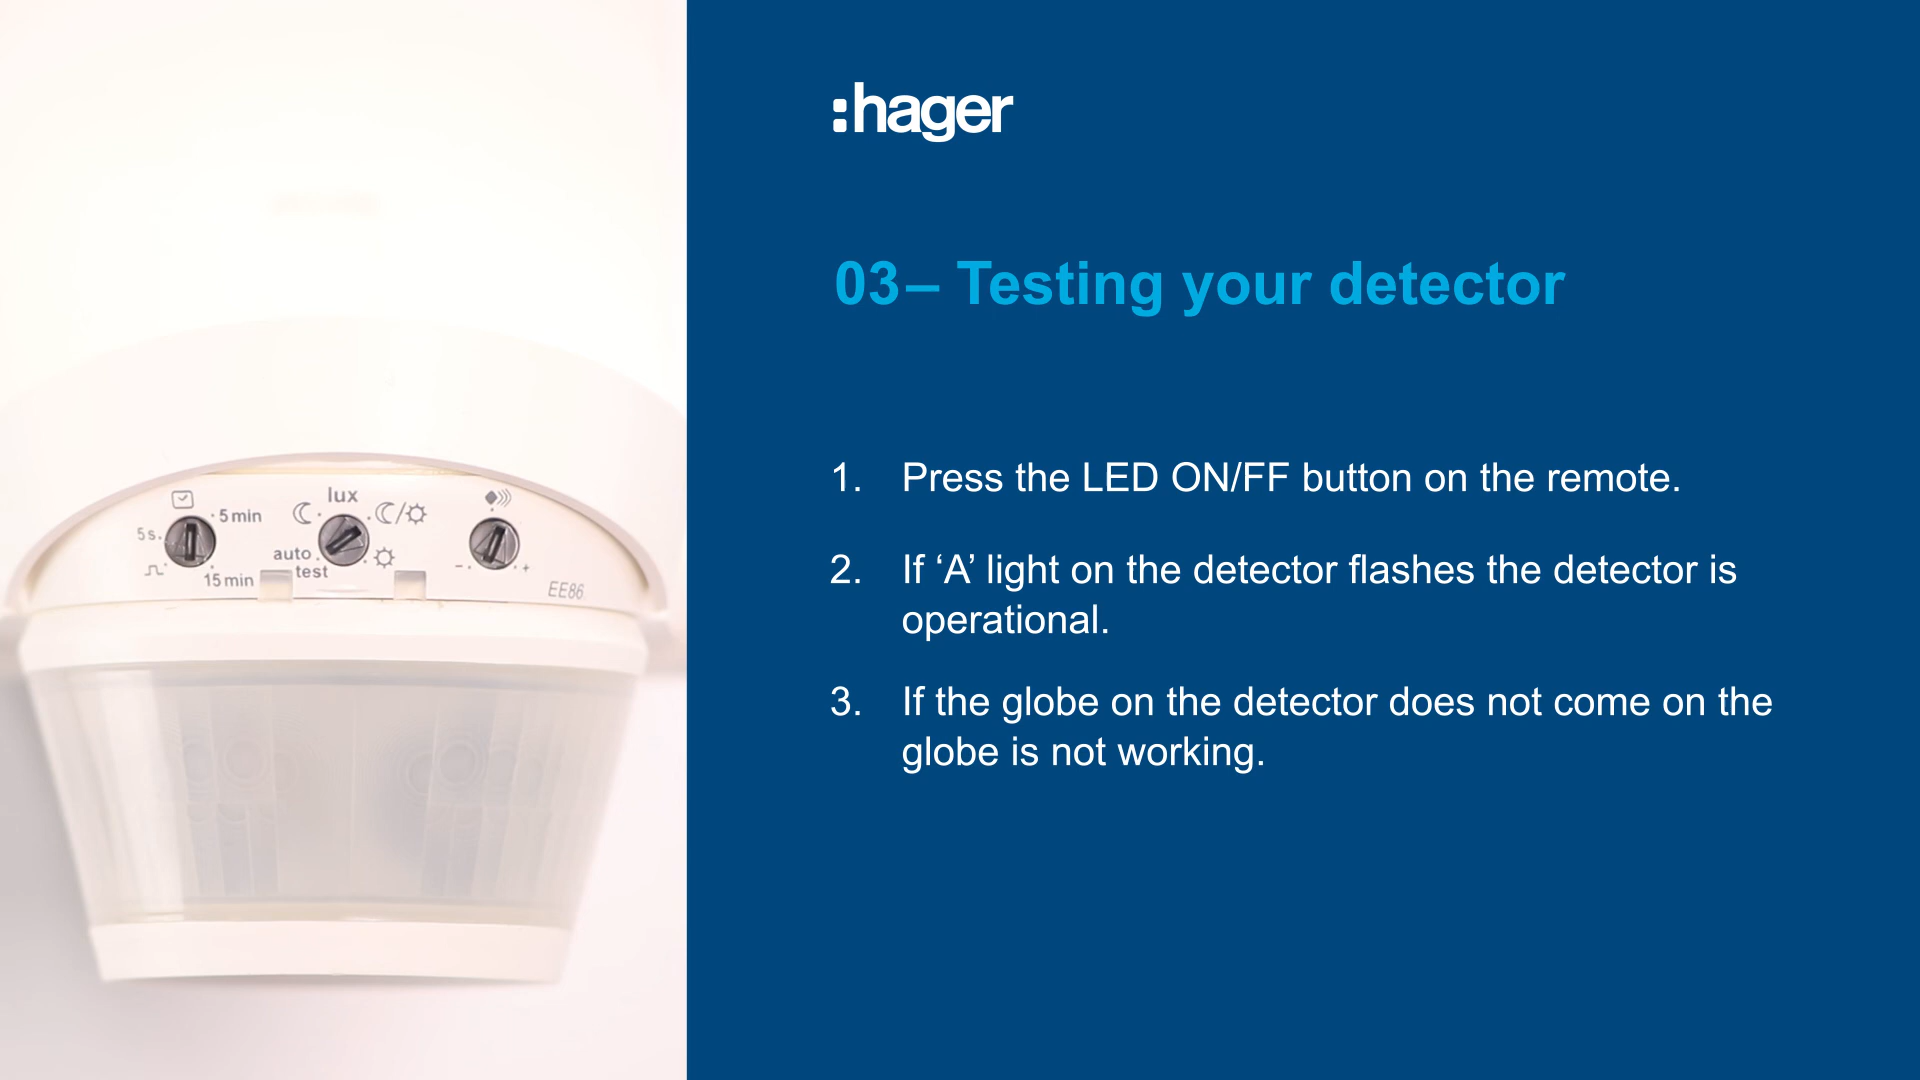 :hager
03– Testing your detector
1. Press the LED ON/FF button on the remote.
2. If ‘A’ light on the detector flashes the detector is
operational.
3. If the globe on the detector does not come on the
globe is not working.
lux
5 min
5 s.
auto
test
15 min
- +
EE86